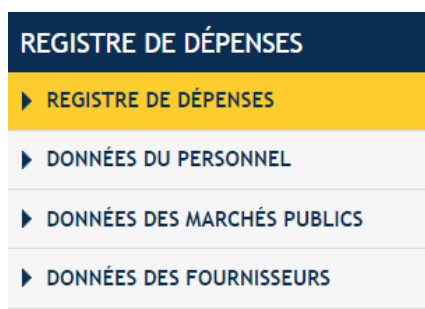 REGISTRE DE DÉPENSES
REGISTRE DE DÉPENSES
DONNÉES DU PERSONNEL
DONNÉES DES MARCHÉS PUBLICS
DONNÉES DES FOURNISSEURS